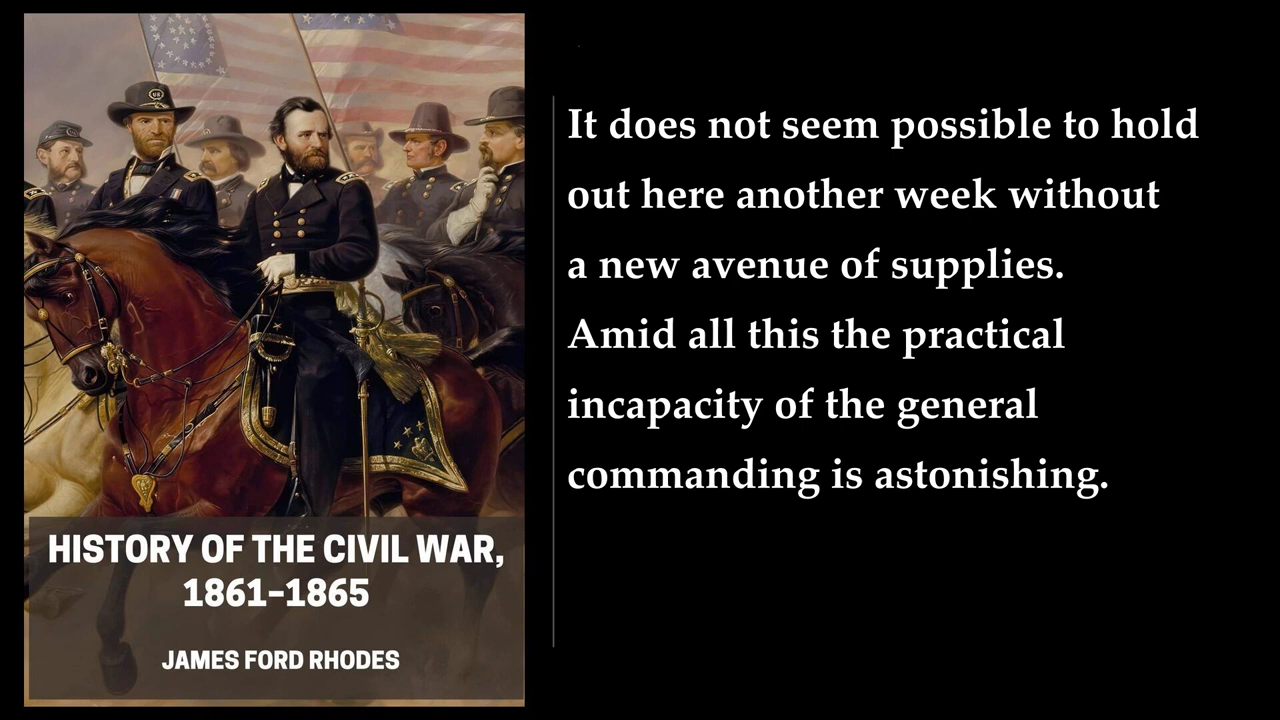 HISTORY OF THE CIVIL WAR,
1861–1865
JAMES FORD RHODES
It does not seem possible to hold
out here another week without
a new avenue of supplies.
Amid all this the practical
incapacity of the general
commanding is astonishing.